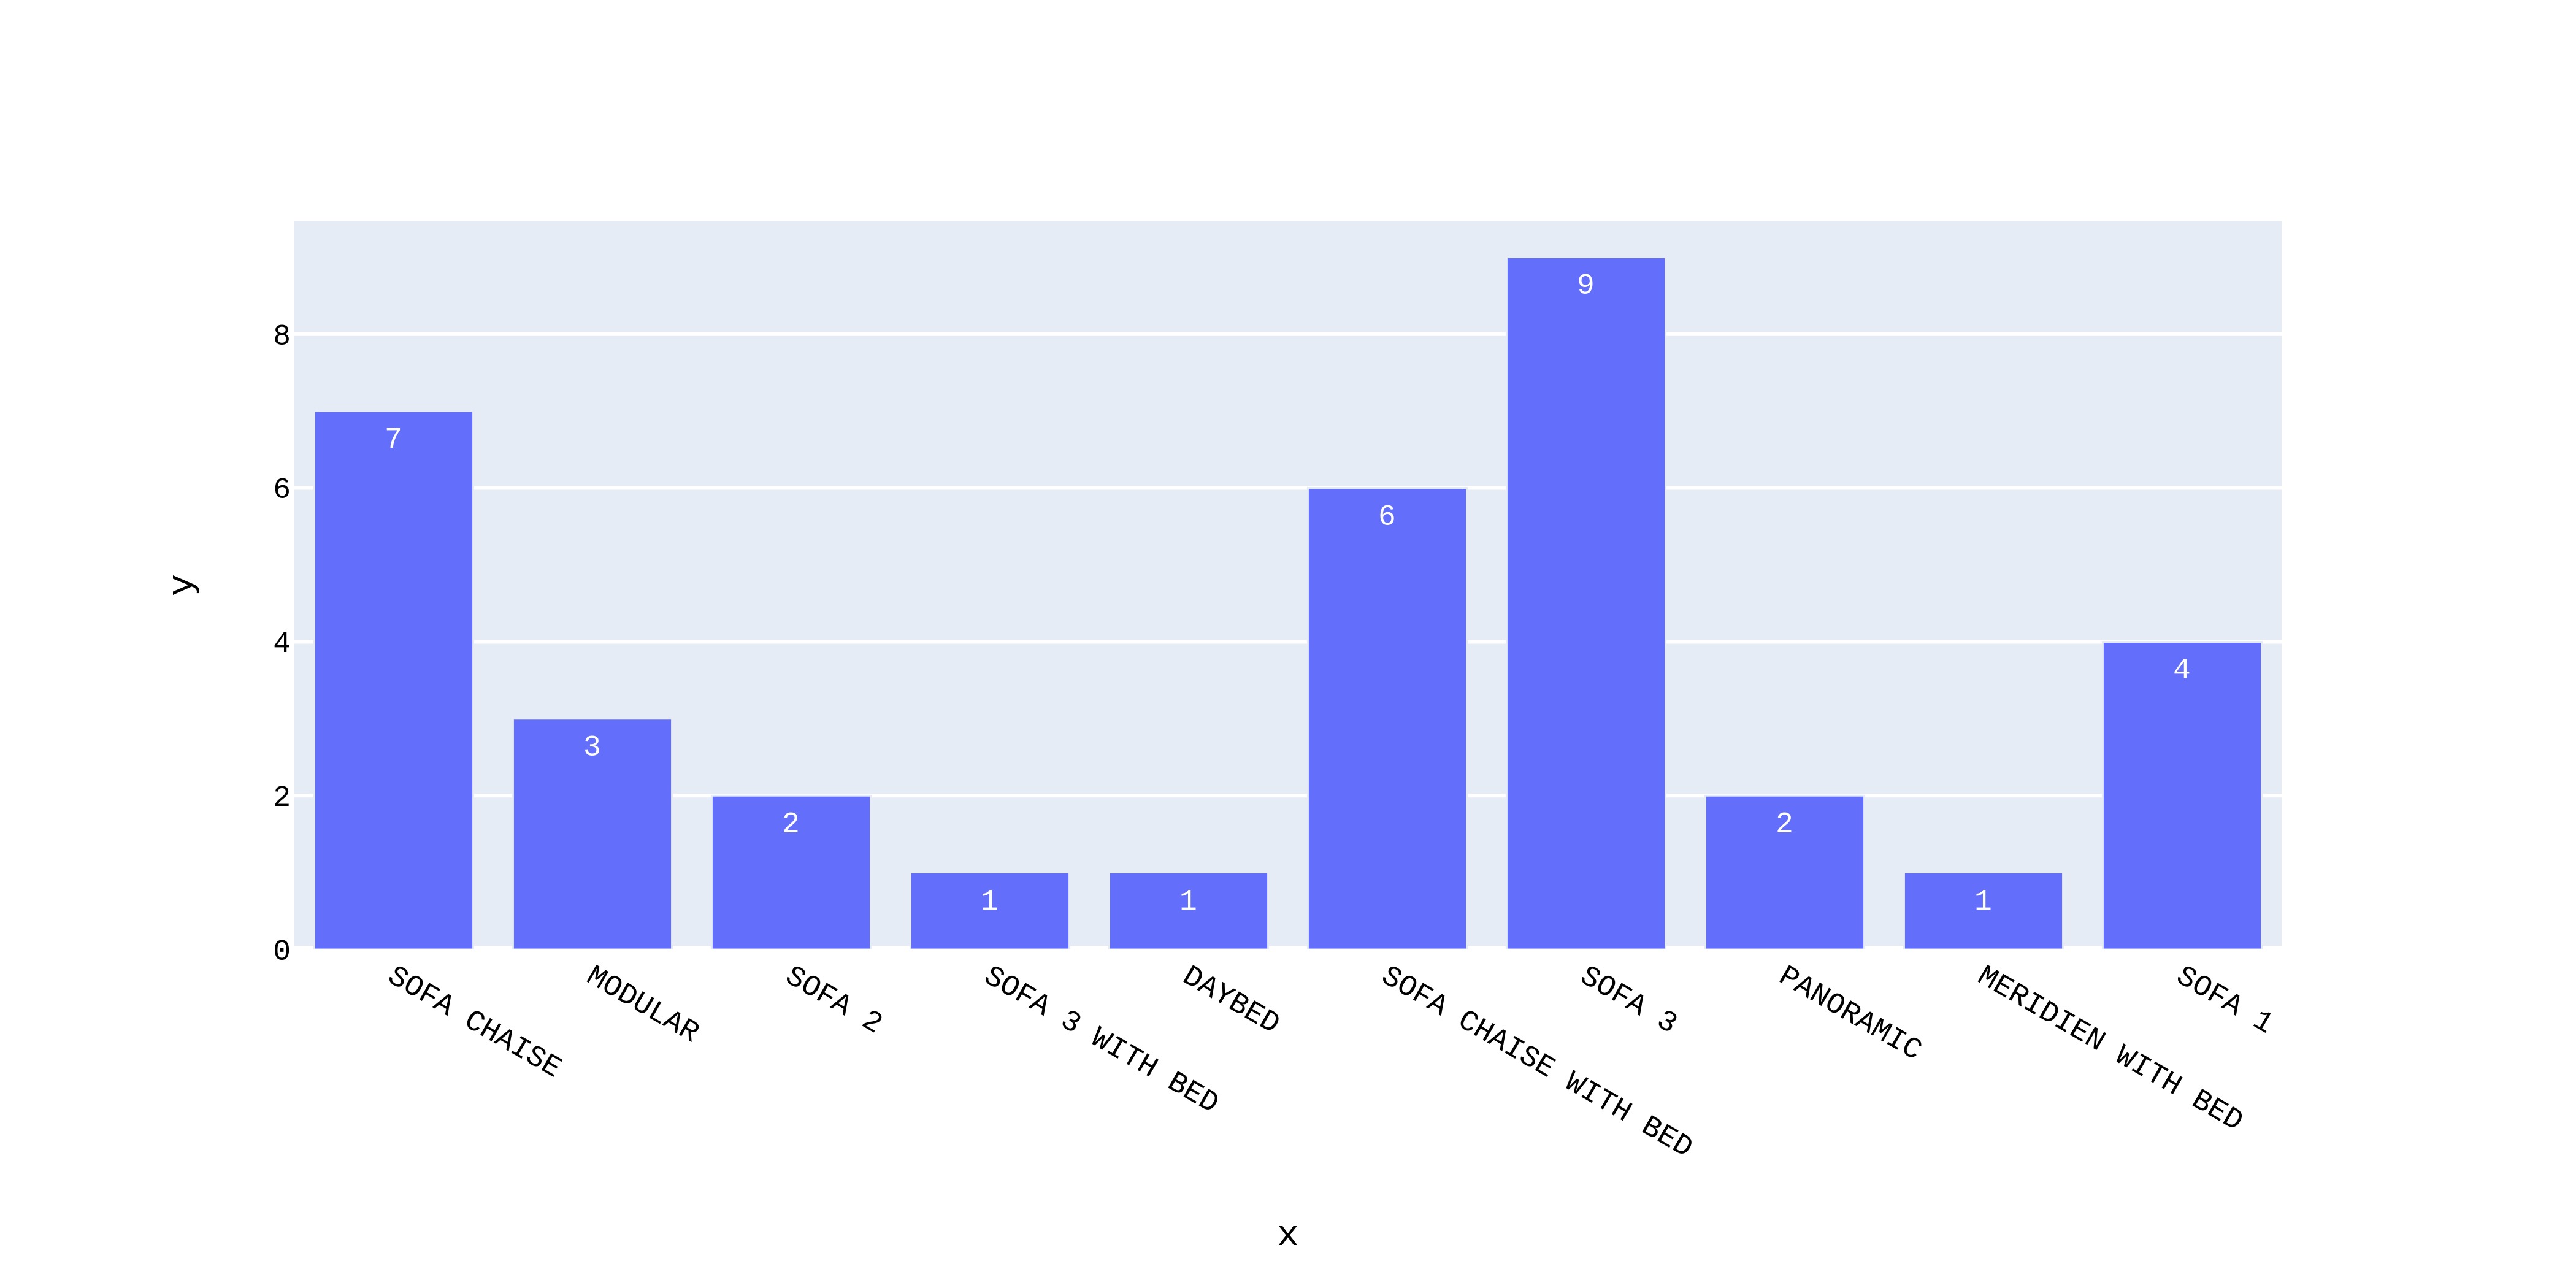 8
6
4
2
0
y
7
3
2
1
1
6
9
2
1
4
SOFA CHAISE
MODULAR
SOFA 2
SOFA 3 WITH BED
DAYBED
SOFA CHAISE WITH BED
SOFA 3
PANORAMIC
MERIDIEN WITH BED
SOFA 1
x